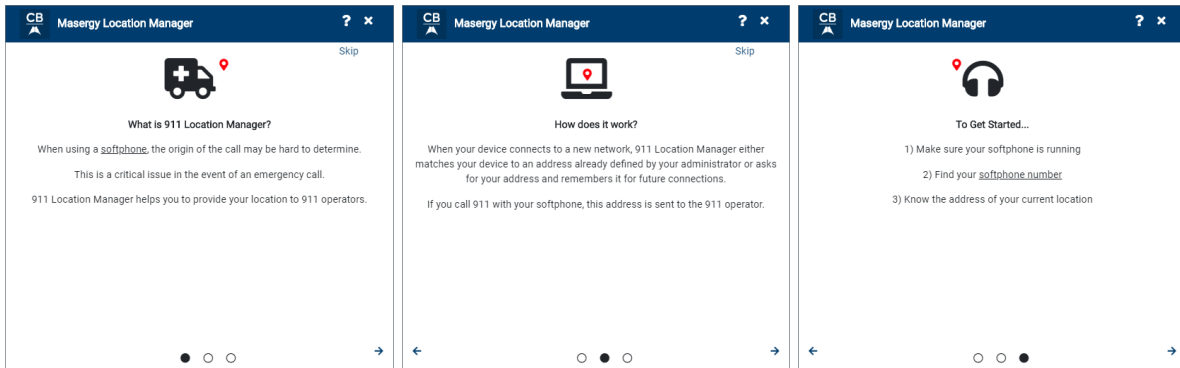 CB Masergy Location Manager ? ×
Skip
What is 911 Location Manager?
When using a softphone, the origin of the call may be hard to determine.
This is a critical issue in the event of an emergency call.
911 Location Manager helps you to provide your location to 911 operators.
CB Masergy Location Manager ? ×
Skip
How does it work?
When your device connects to a new network, 911 Location Manager either
matches your device to an address already defined by your administrator or asks
for your address and remembers it for future connections.
If you call 911 with your softphone, this address is sent to the 911 operator.
CB Masergy Location Manager ? ×
To Get Started...
1) Make sure your softphone is running
2) Find your softphone number
3) Know the address of your current location